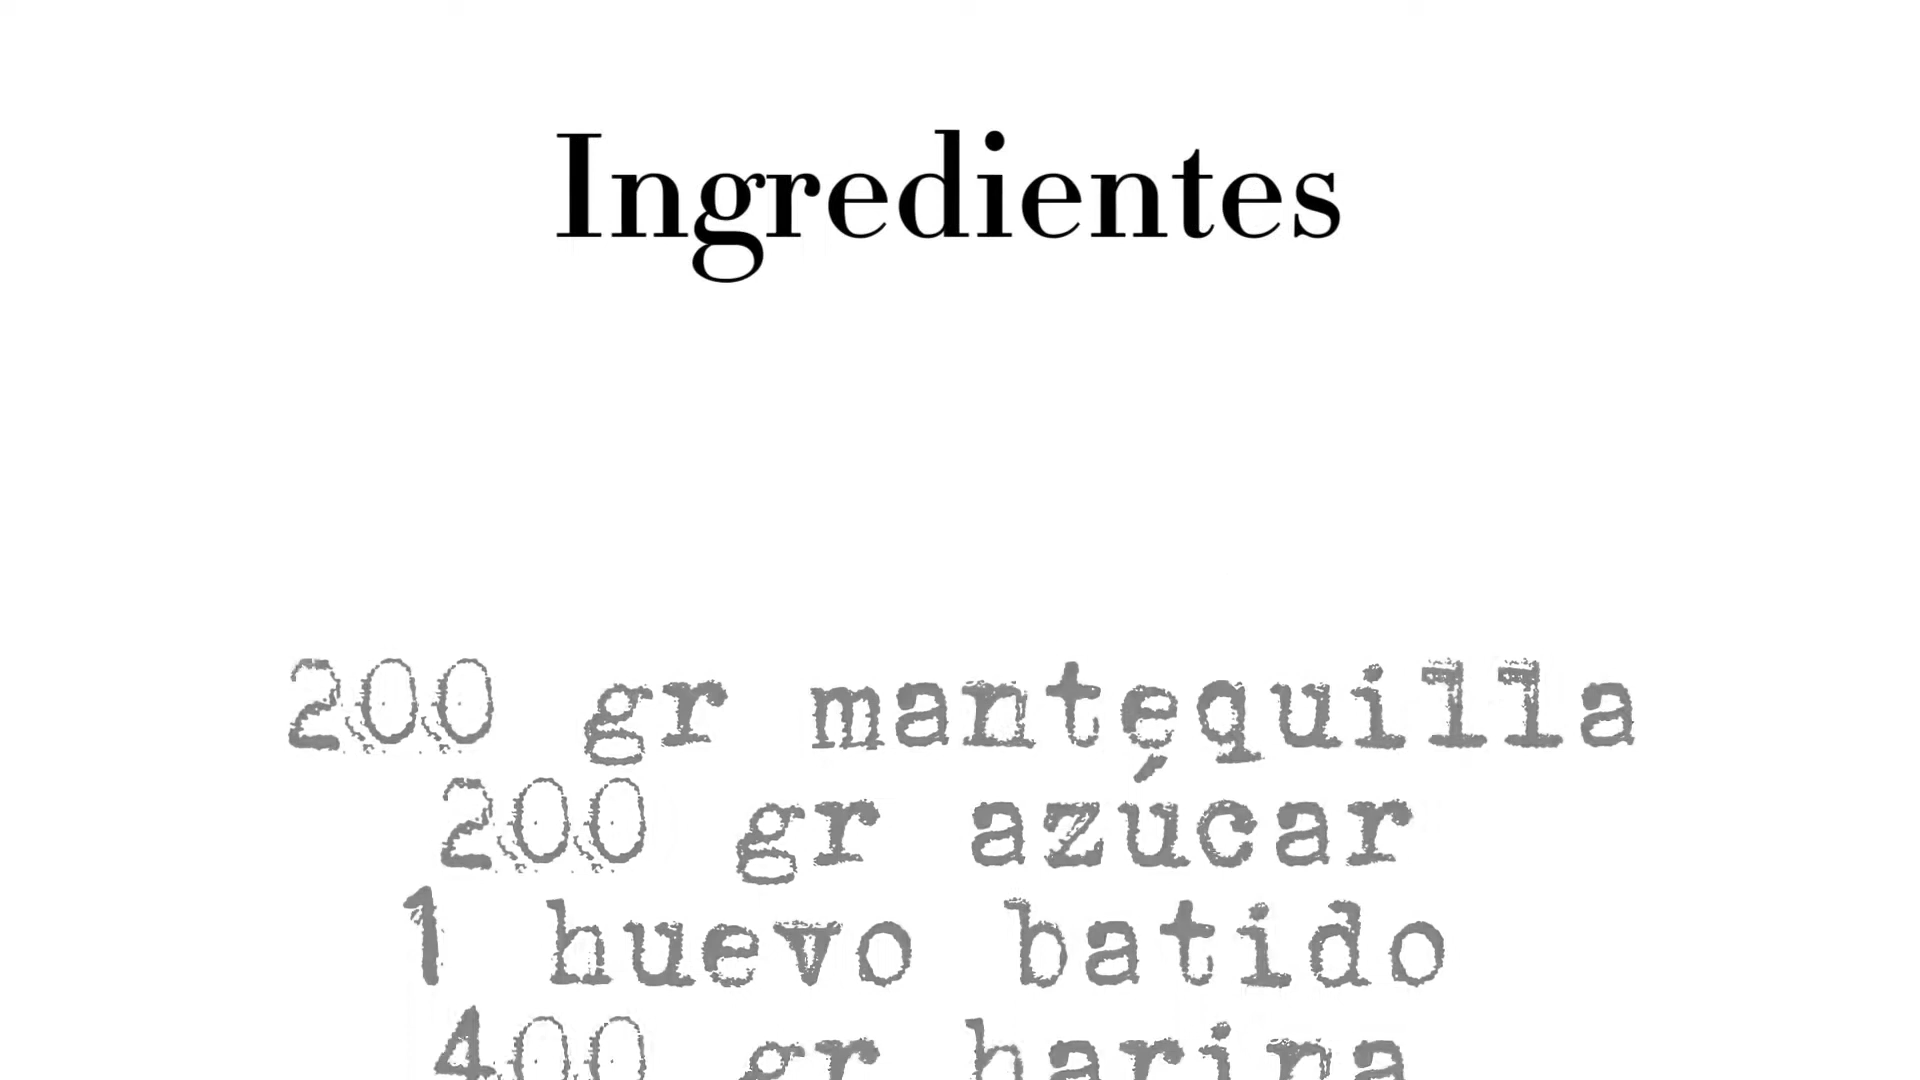 Ingredientes
200 gr mantequilla
200 gr azúcar
1 huevo batido
400 gr harina